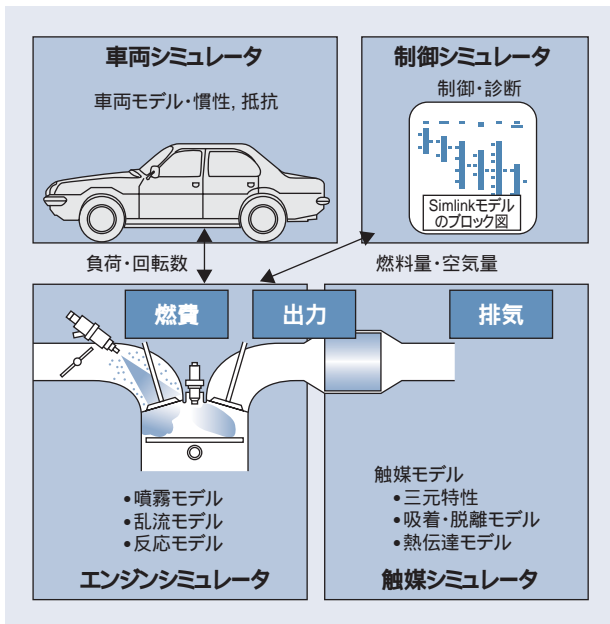 車両シミュレータ
車両モデル・慣性, 抵抗
制御シミュレータ
制御・診断
Simlinkモデル
のブロック図
負荷・回転数
燃料量・空気量
燃費
出力
排気
•噴霧モデル
•乱流モデル
•反応モデル
エンジンシミュレータ
触媒モデル
•三元特性
•吸着・脱離モデル
•熱伝達モデル
触媒シミュレータ